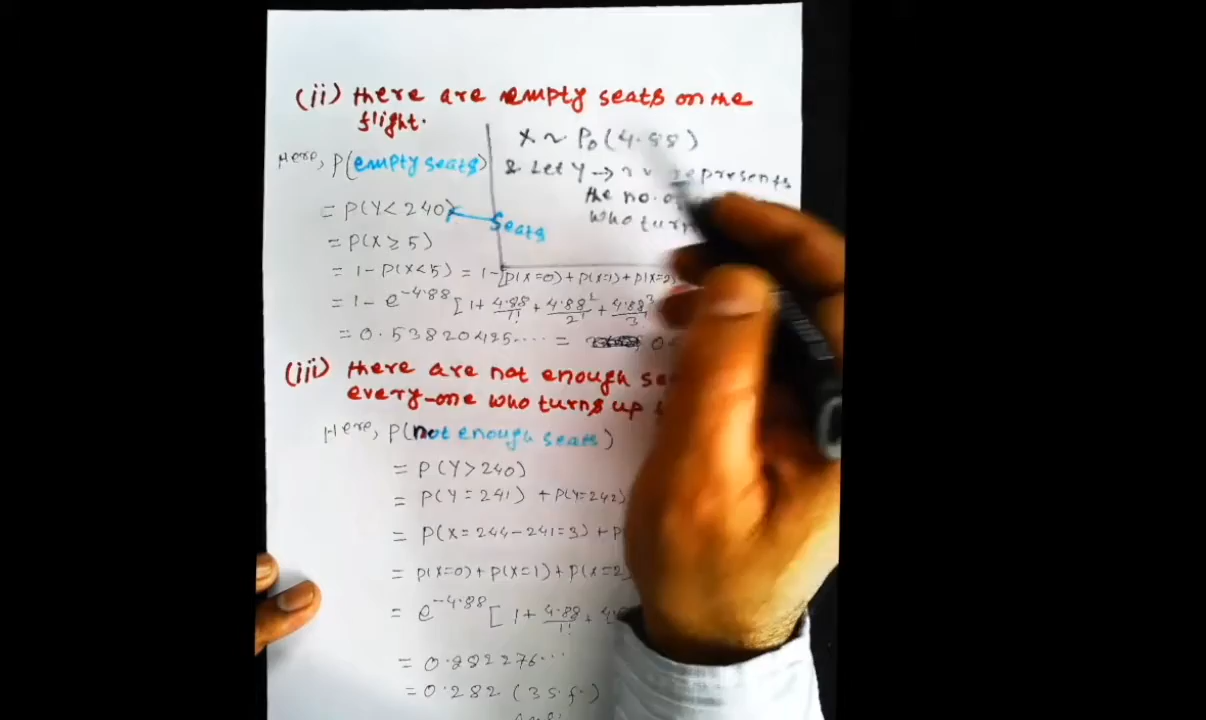 (ii) there are empty seats on the
flight.
Here, P(empty seats)
= P(Y < 240)
Seats
= P(X ≥ 5)
X ~ Po(4.88)
& Let Y → r v represents
the no. o
who turn
= 1 - P(X < 5) = 1 - [P(X=0) + P(X=1) + P(X=2)
= 1 - e^-4.88 [1 + 4.88/1! + 4.88²/2! + 4.88³/3!
= 0.53820425.... =
(iii) there are not enough se
every-one who turns up
Here, P(not enough seats)
= P(Y > 240)
= P(Y = 241) + P(Y = 242)
= P(X = 244 - 241 = 3) + P
= P(X=0) + P(X=1) + P(X=2
= e^-4.88 [1 + 4.88/1! +
= 0.282276...
= 0.282 (3 s.f.)